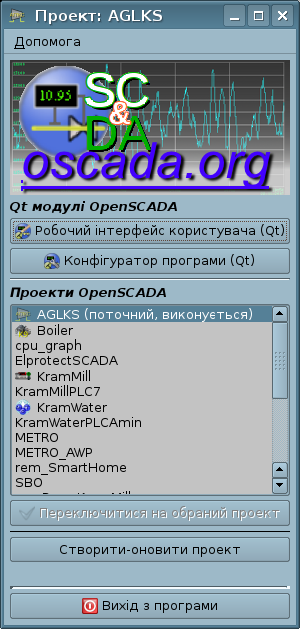 Проект: AGLKS
Допомога
10.95
SC
&
DA
oscada.org
Qt модулі OpenSCADA
Робочий інтерфейс користувача (Qt)
Конфігуратор програми (Qt)
Проекти OpenSCADA
AGLKS (поточний, виконується)
Boiler
cpu_graph
ElprotectSCADA
KramMill
KramMillPLC7
KramWater
KramWaterPLCAmin
METRO
METRO_AWP
rem_SmartHome
SBO
Переключитися на обраний проект
Створити-оновити проект
Вихід з програми